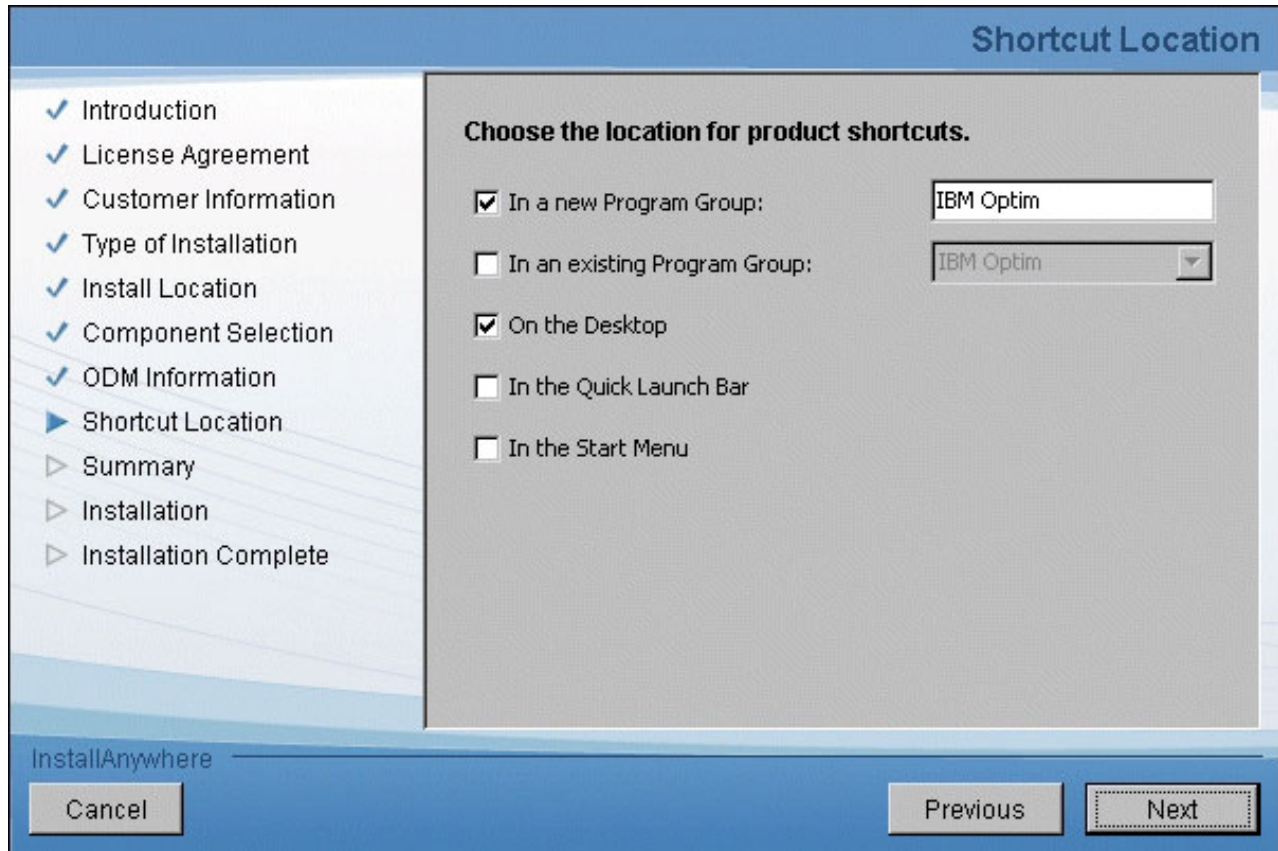 Shortcut Location
Introduction
License Agreement
Customer Information
Type of Installation
Install Location
Component Selection
ODM Information
Shortcut Location
Summary
Installation
Installation Complete
Choose the location for product shortcuts.
In a new Program Group: IBM Optim
In an existing Program Group: IBM Optim
On the Desktop
In the Quick Launch Bar
In the Start Menu
InstallAnywhere
Cancel Previous Next